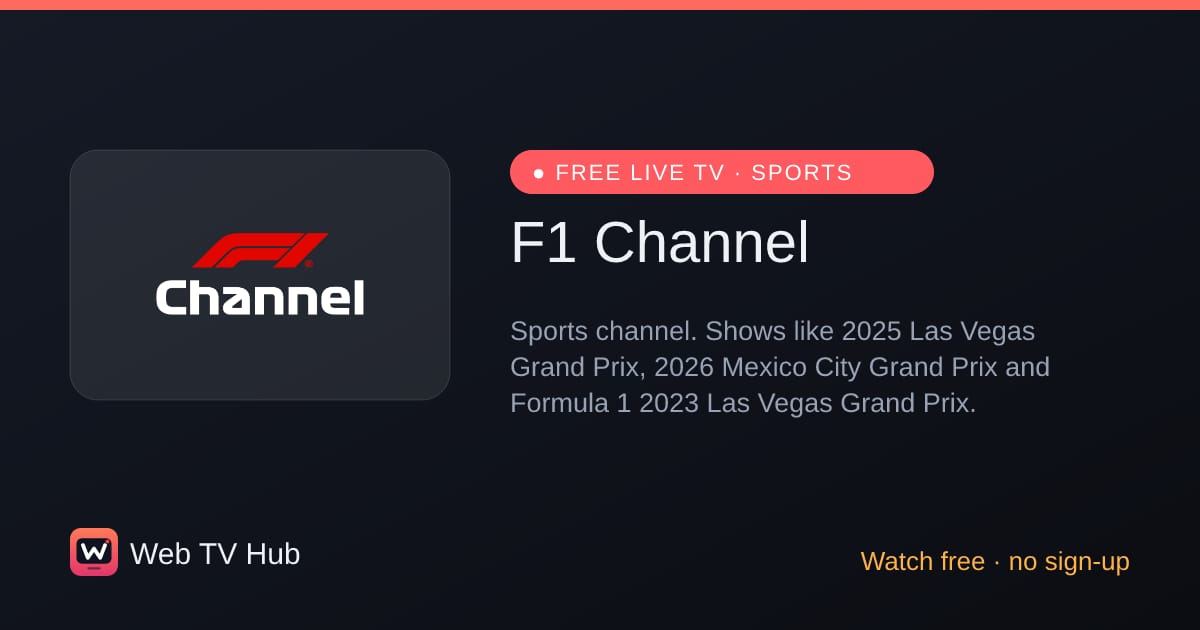 FREE LIVE TV · SPORTS
F1 Channel
F1
Channel
Sports channel. Shows like 2025 Las Vegas
Grand Prix, 2026 Mexico City Grand Prix and
Formula 1 2023 Las Vegas Grand Prix.
W
Web TV Hub
Watch free · no sign-up